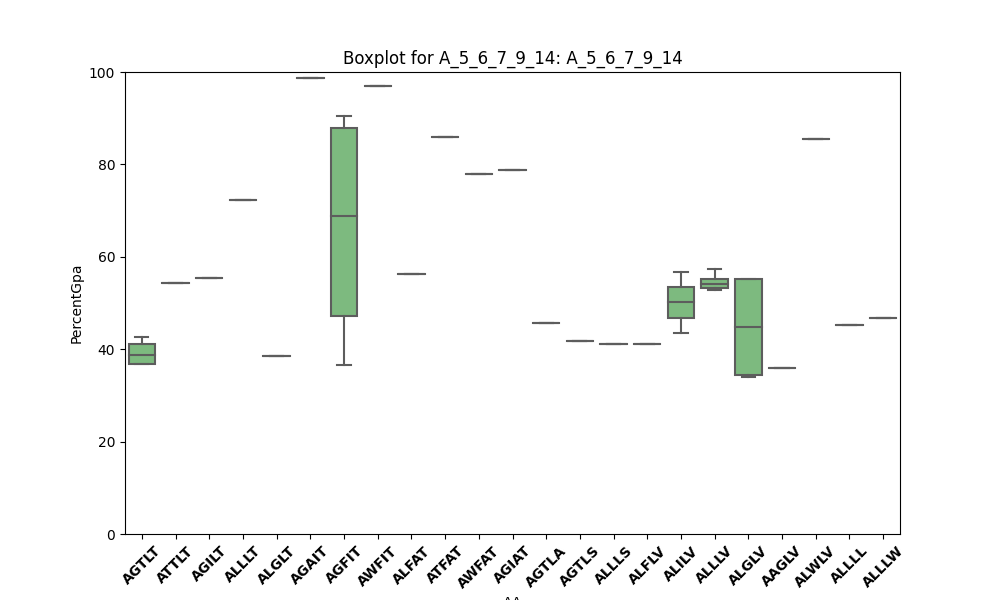 Boxplot for A_5_6_7_9_14: A_5_6_7_9_14
PercentGpa
100
80
60
40
20
0
AGTLT
ATTLT
AGILT
ALLLT
ALGLT
AGAIT
AGFIT
AWFIT
ALFAT
ATFAT
AWFAT
AGIAT
AGTLA
AGTLS
ALLLS
ALFLV
ALILV
ALLLV
ALGLV
AAGLV
ALWLV
ALLLL
ALLLW